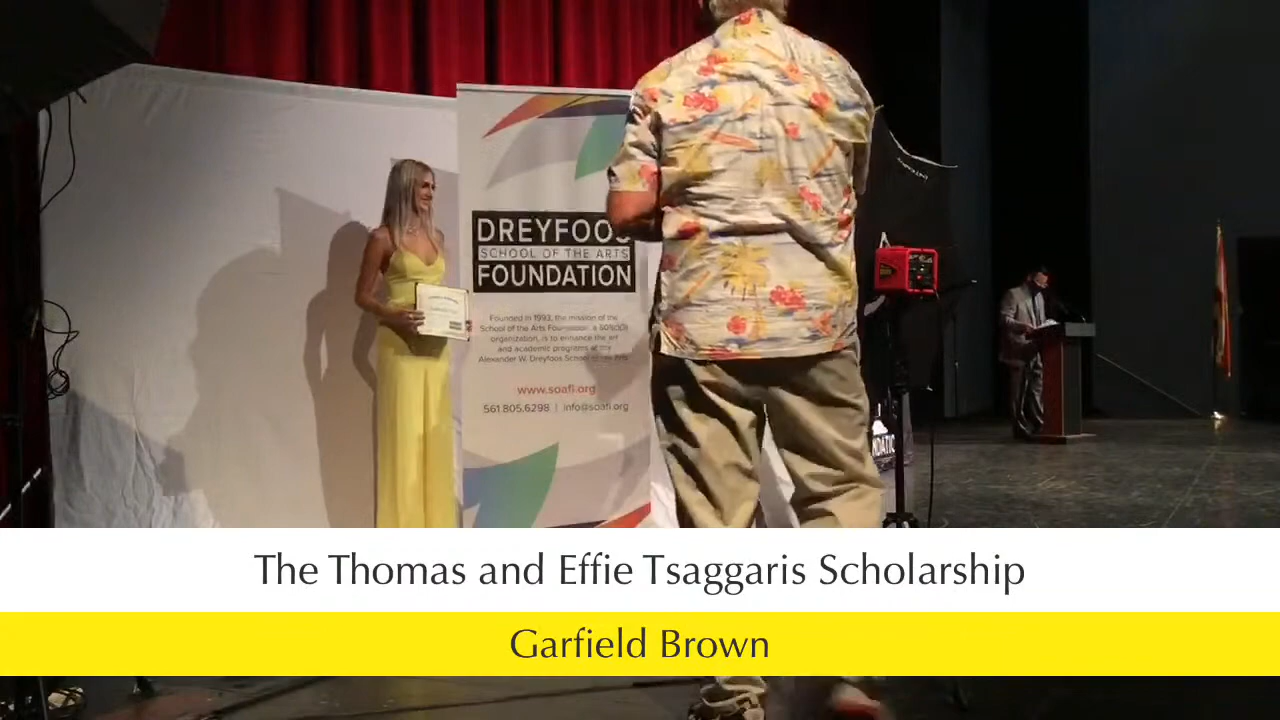 DREYFOOS
SCHOOL OF THE ARTS
FOUNDATION
Founded in 1993, the mission of the
School of the Arts Foundation, a 501(c)(3)
organization, is to enhance the art
and academic programs at the
Alexander W. Dreyfoos School of the Arts.
www.soafi.org
561.805.6298 | info@soafi.org
NDATIC
The Thomas and Effie Tsaggaris Scholarship
Garfield Brown